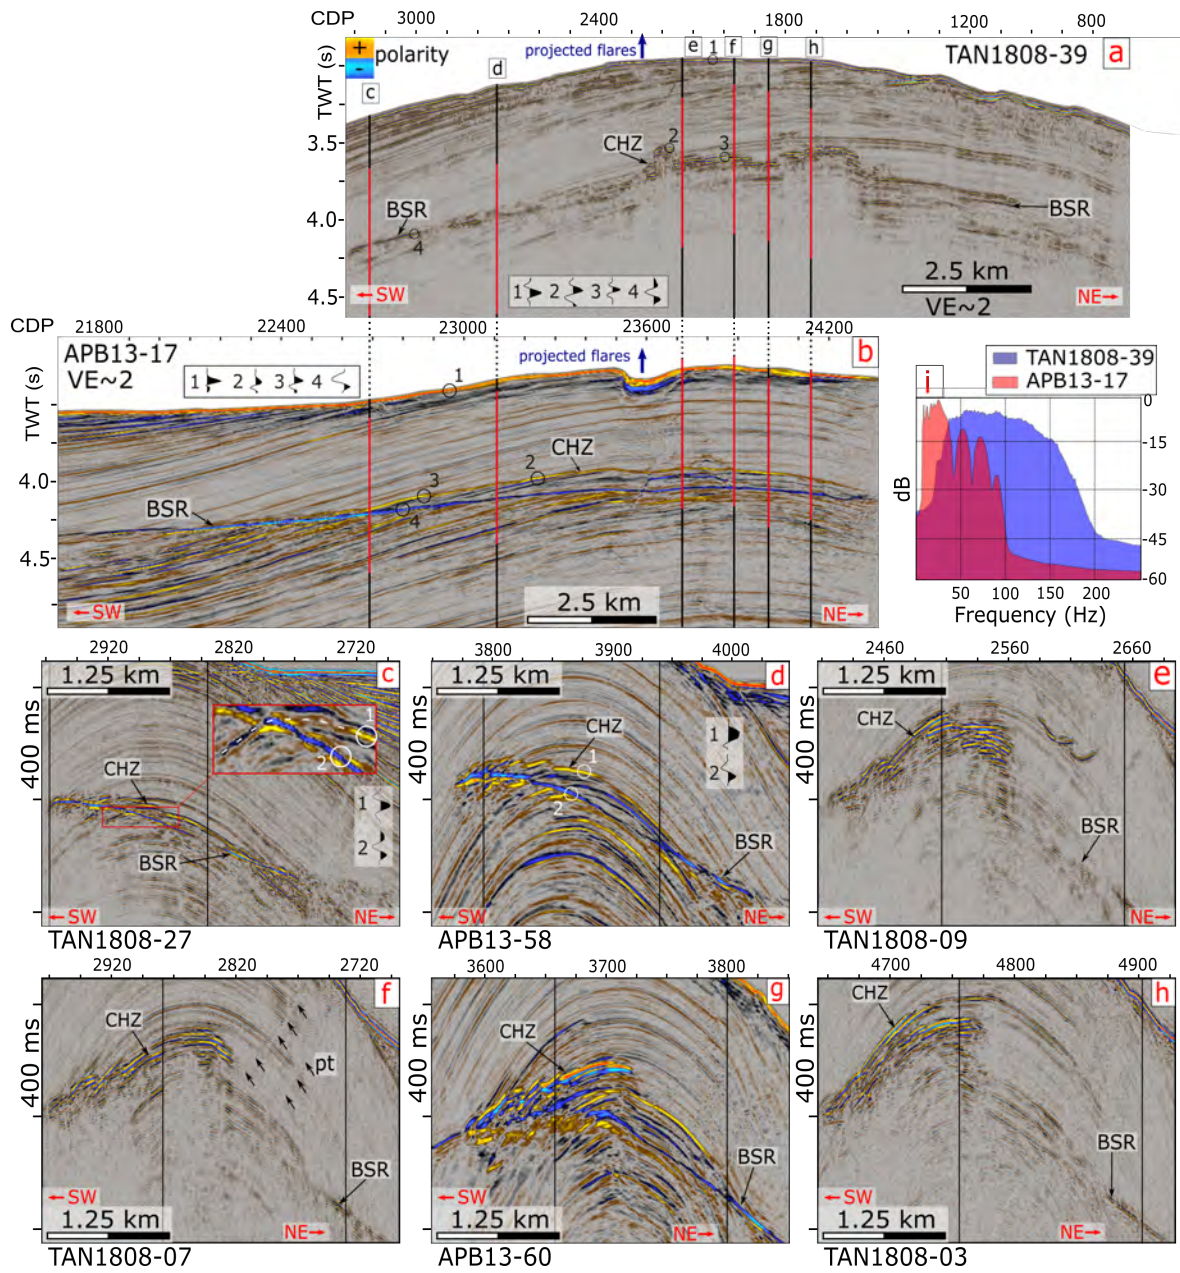 CDP 3000 2400 1800 1200 800
+
-
polarity
projected flares
TAN1808-39
a
c
d
e
1
f
g
h
TWT (s)
3.5
4.0
4.5
CHZ
2
3
BSR
4
BSR
1 2 3 4
2.5 km
VE~2
←SW
NE→
CDP 21800 22400 23000 23600 24200
APB13-17
VE~2
1 2 3 4
projected flares
b
1
TWT (s)
4.0
4.5
CHZ
2
3
BSR
4
←SW
2.5 km
NE→
TAN1808-39
APB13-17
i
0
-15
-30
-45
-60
dB
50 100 150 200
Frequency (Hz)
2920 2820 2720
1.25 km
c
400 ms
1
2
CHZ
1
2
BSR
←SW
NE→
TAN1808-27
3800 3900 4000
1.25 km
d
400 ms
CHZ
1
2
1
2
BSR
←SW
NE→
APB13-58
2460 2560 2660
1.25 km
e
400 ms
CHZ
BSR
←SW
NE→
TAN1808-09
2920 2820 2720
f
400 ms
CHZ
pt
BSR
←SW
1.25 km
NE→
TAN1808-07
3600 3700 3800
g
400 ms
CHZ
BSR
←SW
1.25 km
NE→
APB13-60
4700 4800 4900
h
400 ms
CHZ
BSR
←SW
1.25 km
NE→
TAN1808-03